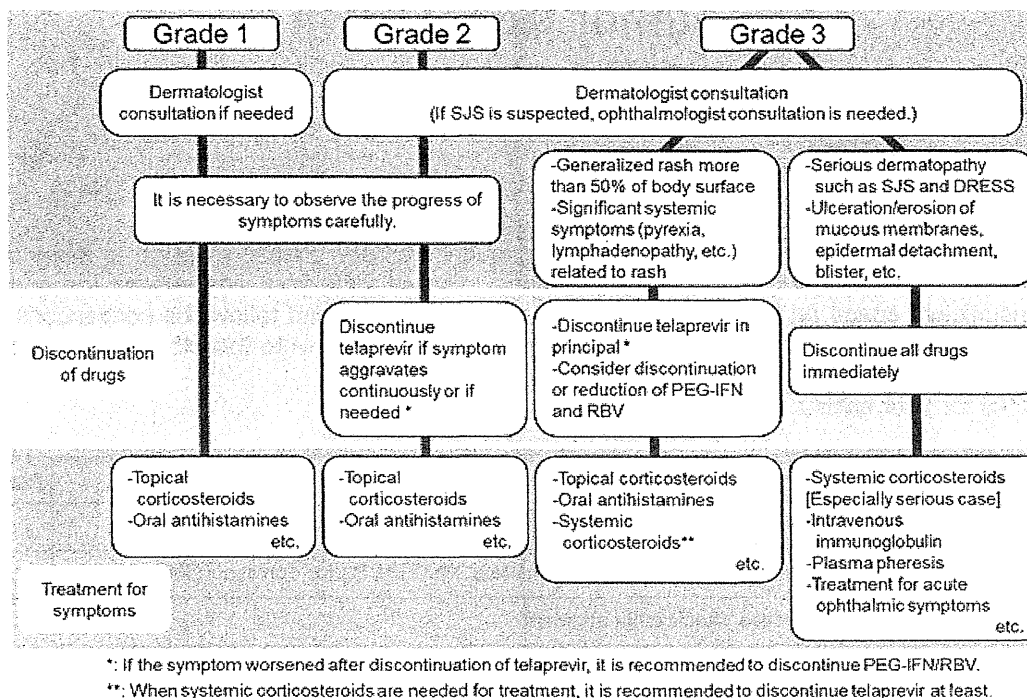 Grade 1
Grade 2
Grade 3
Dermatologist
consultation if needed
Dermatologist consultation
(If SJS is suspected, ophthalmologist consultation is needed.)
It is necessary to observe the progress of
symptoms carefully.
-Generalized rash more
than 50% of body surface
-Significant systemic
symptoms (pyrexia,
lymphadenopathy, etc.)
related to rash
-Serious dermatopathy
such as SJS and DRESS
-Ulceration/erosion of
mucous membranes,
epidermal detachment,
blister, etc.
Discontinuation
of drugs
Discontinue
telaprevir if symptom
aggravates
continuously or if
needed *
-Discontinue telaprevir in
principal *
-Consider discontinuation
or reduction of PEG-IFN
and RBV
Discontinue all drugs
immediately
Treatment for
symptoms
-Topical
corticosteroids
-Oral antihistamines
etc.
-Topical
corticosteroids
-Oral antihistamines
etc.
-Topical corticosteroids
-Oral antihistamines
-Systemic
corticosteroids**
etc.
-Systemic corticosteroids
[Especially serious case]
-Intravenous
immunoglobulin
-Plasma pheresis
-Treatment for acute
ophthalmic symptoms
etc.
*: If the symptom worsened after discontinuation of telaprevir, it is recommended to discontinue PEG-IFN/RBV.
**: When systemic corticosteroids are needed for treatment, it is recommended to discontinue telaprevir at least.